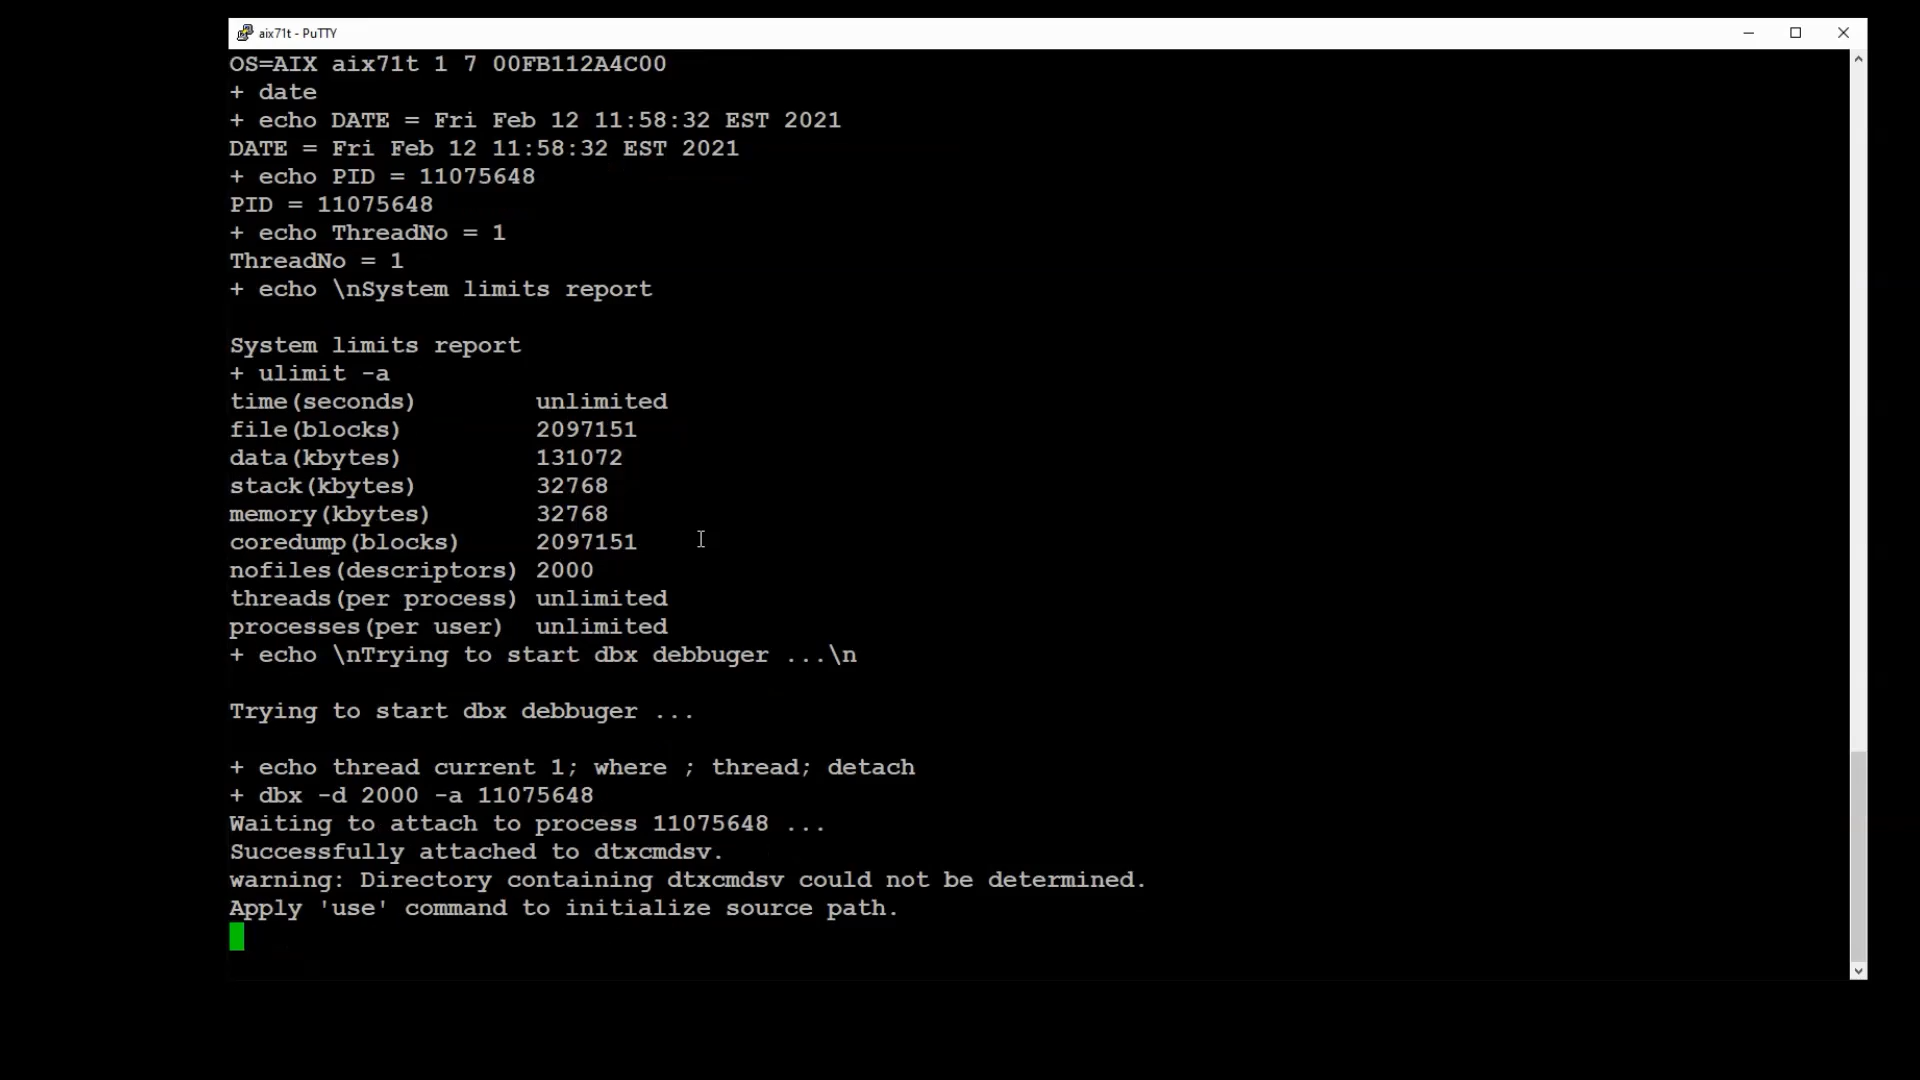 aix71t - PuTTY
OS=AIX aix71t 1 7 00FB112A4C00
+ date
+ echo DATE = Fri Feb 12 11:58:32 EST 2021
DATE = Fri Feb 12 11:58:32 EST 2021
+ echo PID = 11075648
PID = 11075648
+ echo ThreadNo = 1
ThreadNo = 1
+ echo \nSystem limits report
System limits report
+ ulimit -a
time(seconds)        unlimited
file(blocks)         2097151
data(kbytes)         131072
stack(kbytes)        32768
memory(kbytes)       32768
coredump(blocks)     2097151
nofiles(descriptors) 2000
threads(per process) unlimited
processes(per user)  unlimited
+ echo \nTrying to start dbx debbuger ...\n
Trying to start dbx debbuger ...
+ echo thread current 1; where ; thread; detach
+ dbx -d 2000 -a 11075648
Waiting to attach to process 11075648 ...
Successfully attached to dtxcmdsv.
warning: Directory containing dtxcmdsv could not be determined.
Apply 'use' command to initialize source path.